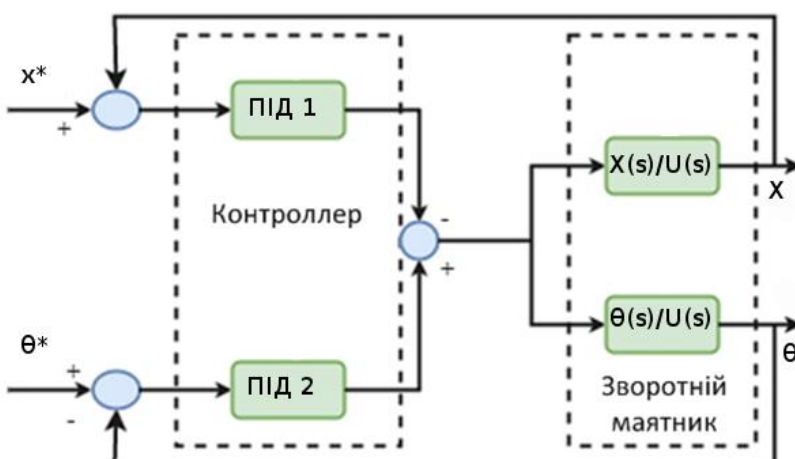 x*
+
ПІД 1
Контроллер
-
+
X(s)/U(s)
X
θ*
+
-
ПІД 2
θ(s)/U(s)
θ
Зворотній
маятник